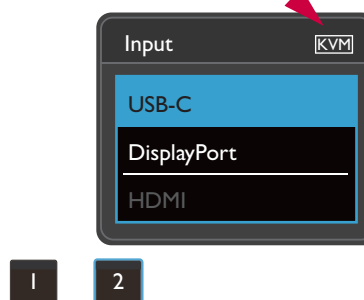 Input KVM
USB-C
DisplayPort
HDMI
1 2